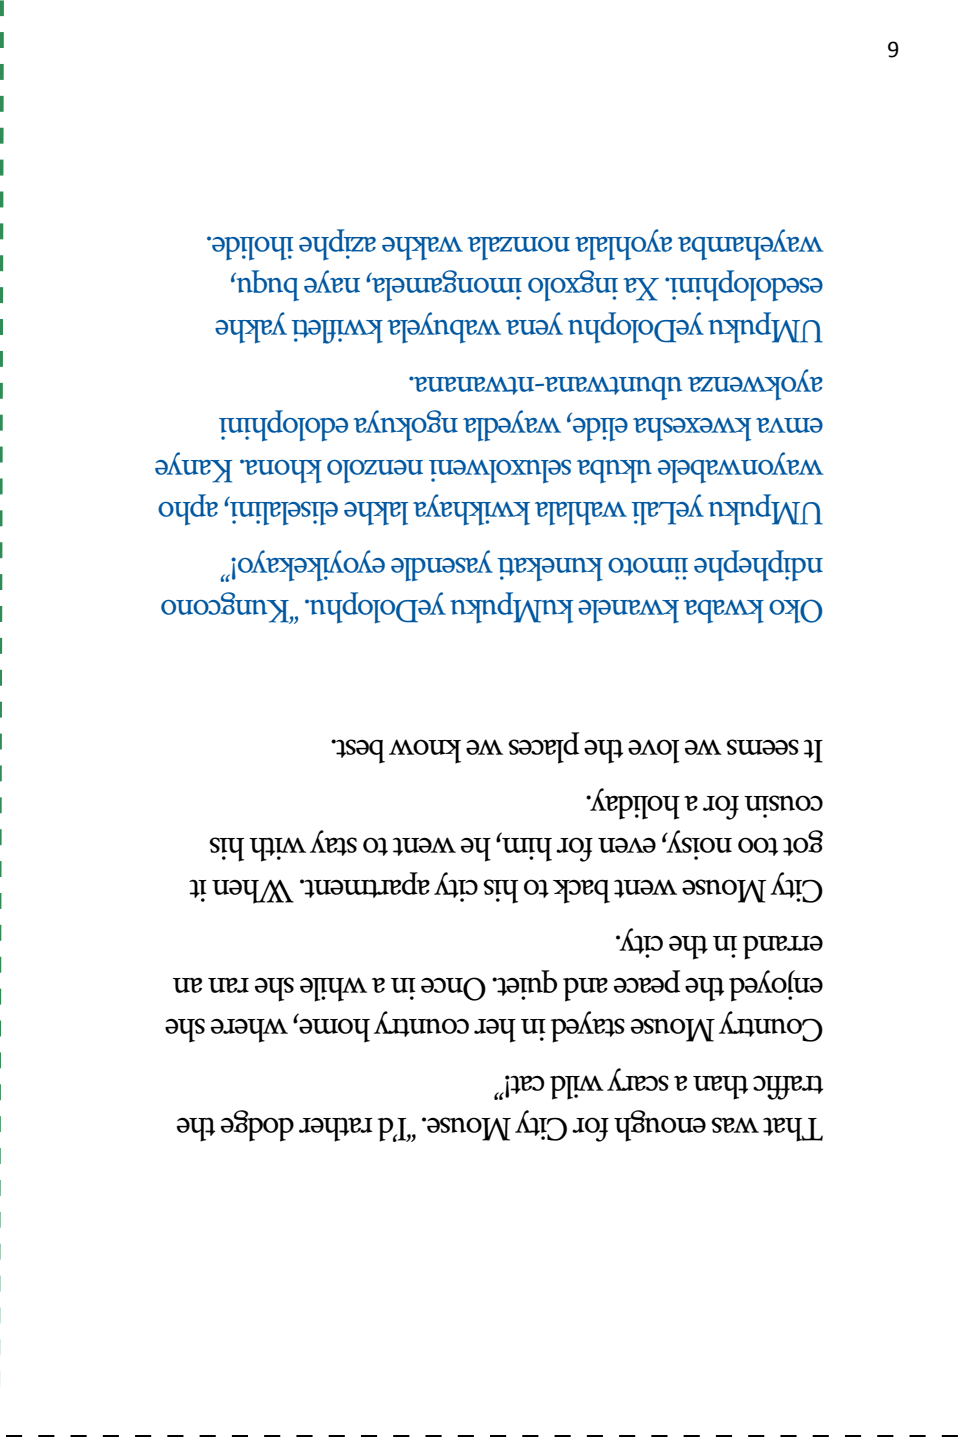 That was enough for City Mouse. “I’d rather dodge the
traffic than a scary wild cat!”
Country Mouse stayed in her country home, where she
enjoyed the peace and quiet. Once in a while she ran an
errand in the city.
City Mouse went back to his city apartment. When it
got too noisy, even for him, he went to stay with his
cousin for a holiday.
It seems we love the places we know best.
Oko kwaba kwanele kuMpuku yeDolophu. “Kungcono
ndiphephe iimoto kunekati yasendle eyoyikekayo!”
UMpuku yeLali wahlala kwikhaya lakhe eliselalini, apho
wayonwabele ukuba seluxolweni nenzolo khona. Kanye
emva kwexesha elide, wayedla ngokuya edolophini
ayokwenza ubuntwana-ntwanana.
UMpuku yeDolophu yena wabuyela kwifleti yakhe
esedolophini. Xa ingxolo imongamela, naye buqu,
wayehamba ayohlala nomzala wakhe aziphe iholide.
6